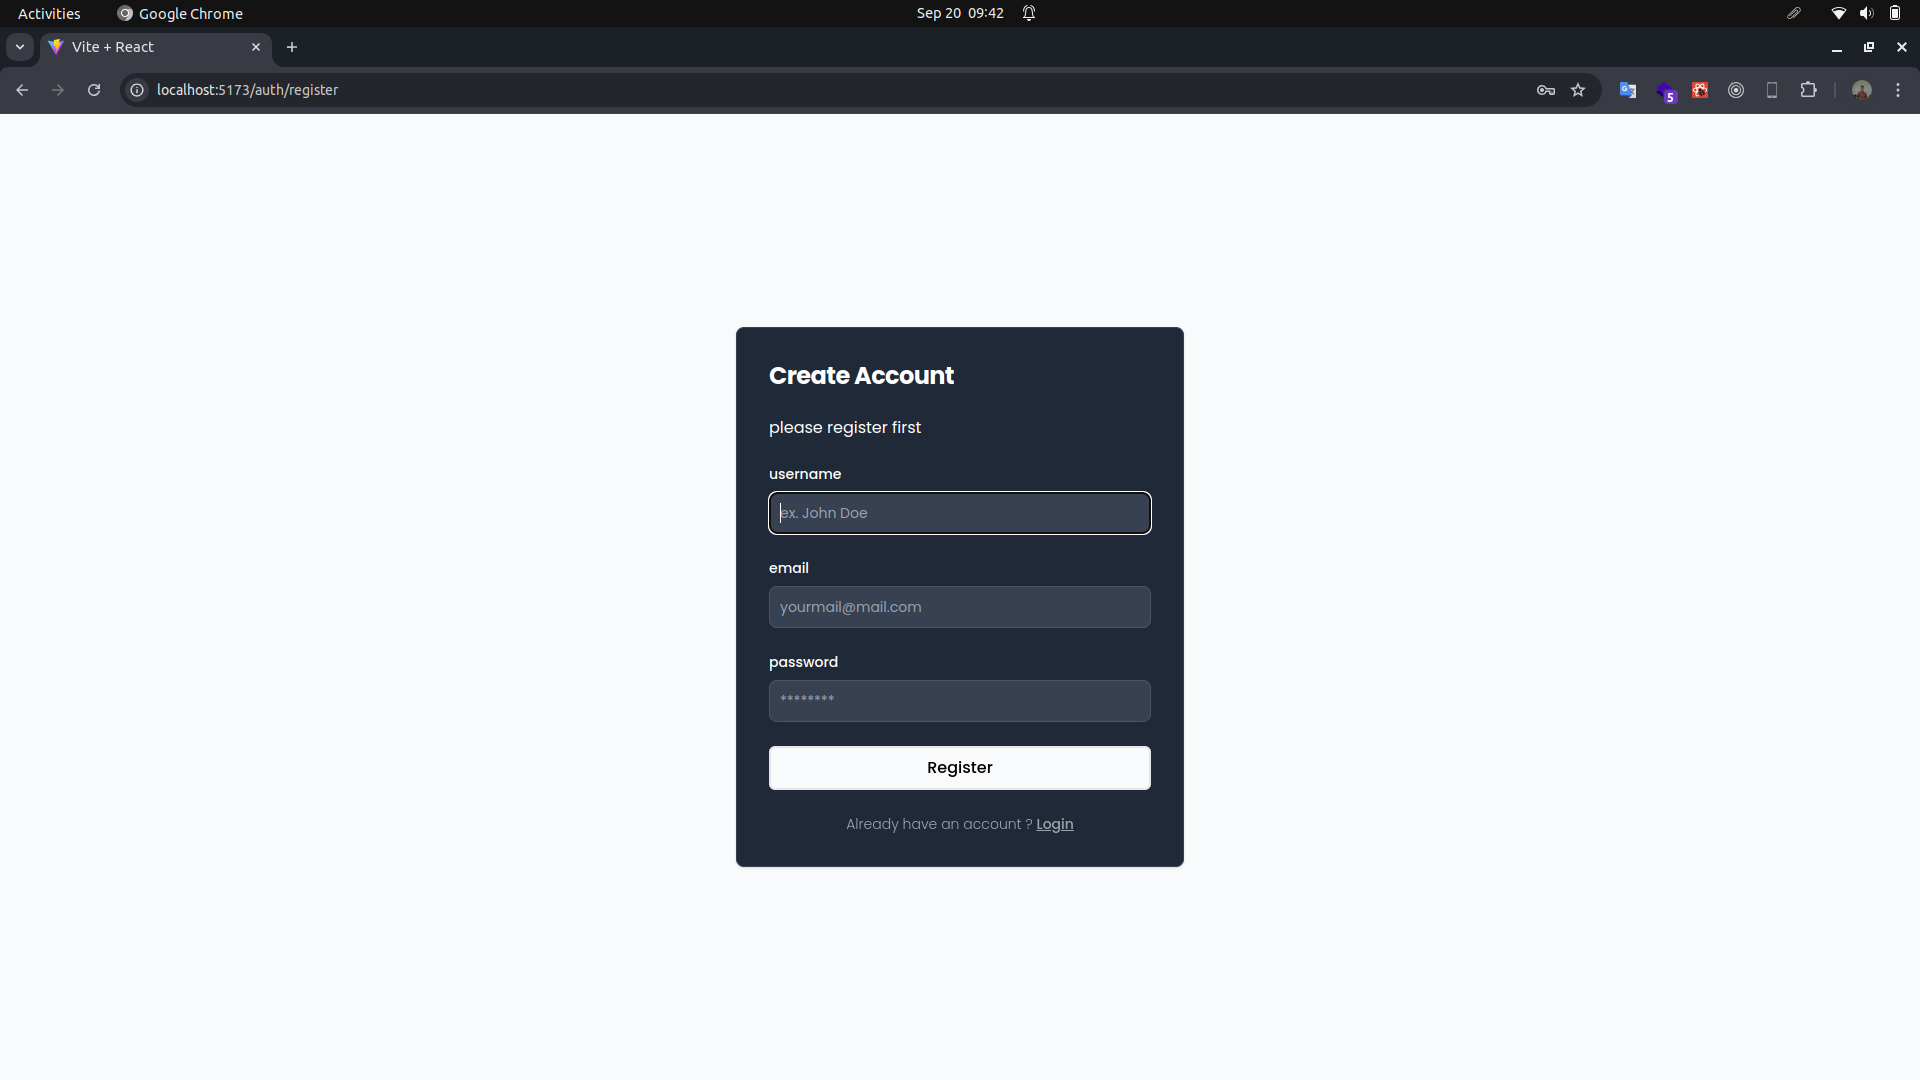 Activities Google Chrome Sep 20 09:42
Vite + React
localhost:5173/auth/register
5
Create Account
please register first
username
ex. John Doe
email
yourmail@mail.com
password
********
Register
Already have an account ? Login